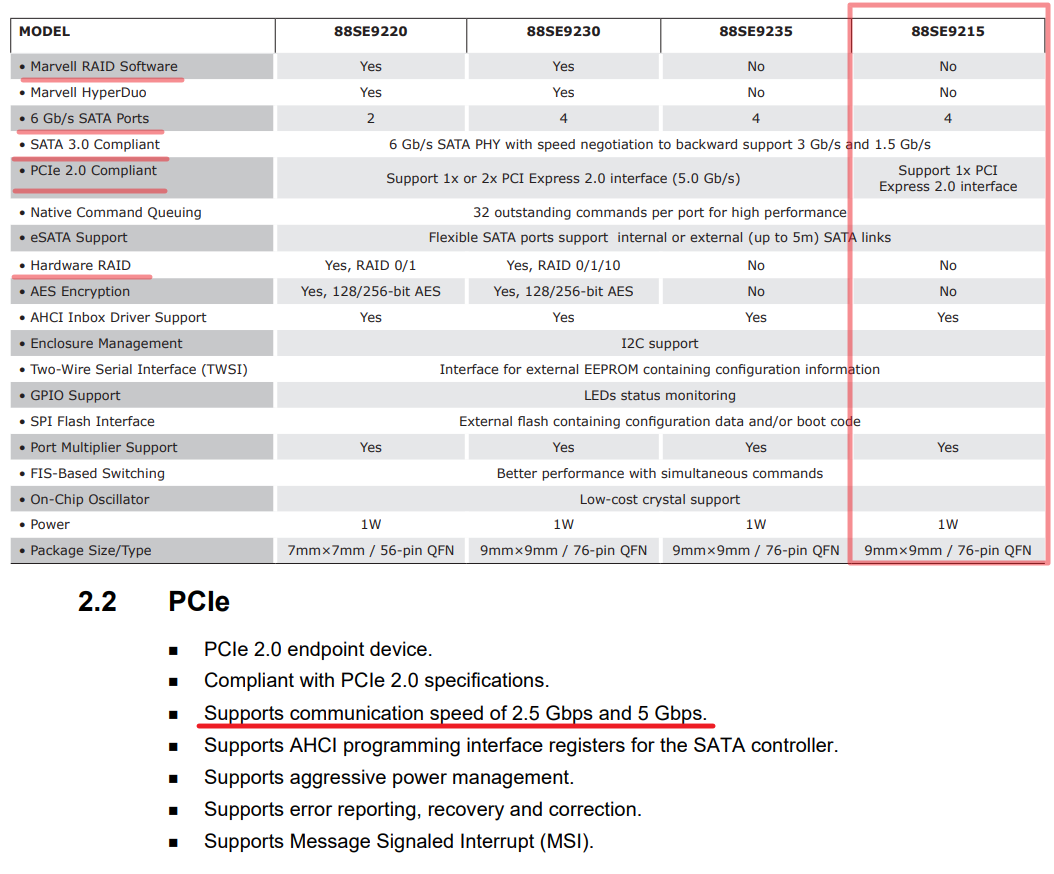 MODEL 88SE9220 88SE9230 88SE9235 88SE9215
• Marvell RAID Software Yes Yes No No
• Marvell HyperDuo Yes Yes No No
• 6 Gb/s SATA Ports 2 4 4 4
• SATA 3.0 Compliant 6 Gb/s SATA PHY with speed negotiation to backward support 3 Gb/s and 1.5 Gb/s
• PCIe 2.0 Compliant Support 1x or 2x PCI Express 2.0 interface (5.0 Gb/s) Support 1x PCI
Express 2.0 interface
• Native Command Queuing 32 outstanding commands per port for high performance
• eSATA Support Flexible SATA ports support internal or external (up to 5m) SATA links
• Hardware RAID Yes, RAID 0/1 Yes, RAID 0/1/10 No No
• AES Encryption Yes, 128/256-bit AES Yes, 128/256-bit AES No No
• AHCI Inbox Driver Support Yes Yes Yes Yes
• Enclosure Management I2C support
• Two-Wire Serial Interface (TWSI) Interface for external EEPROM containing configuration information
• GPIO Support LEDs status monitoring
• SPI Flash Interface External flash containing configuration data and/or boot code
• Port Multiplier Support Yes Yes Yes Yes
• FIS-Based Switching Better performance with simultaneous commands
• On-Chip Oscillator Low-cost crystal support
• Power 1W 1W 1W 1W
• Package Size/Type 7mm×7mm / 56-pin QFN 9mm×9mm / 76-pin QFN 9mm×9mm / 76-pin QFN 9mm×9mm / 76-pin QFN
2.2 PCIe
■ PCIe 2.0 endpoint device.
■ Compliant with PCIe 2.0 specifications.
■ Supports communication speed of 2.5 Gbps and 5 Gbps.
■ Supports AHCI programming interface registers for the SATA controller.
■ Supports aggressive power management.
■ Supports error reporting, recovery and correction.
■ Supports Message Signaled Interrupt (MSI).